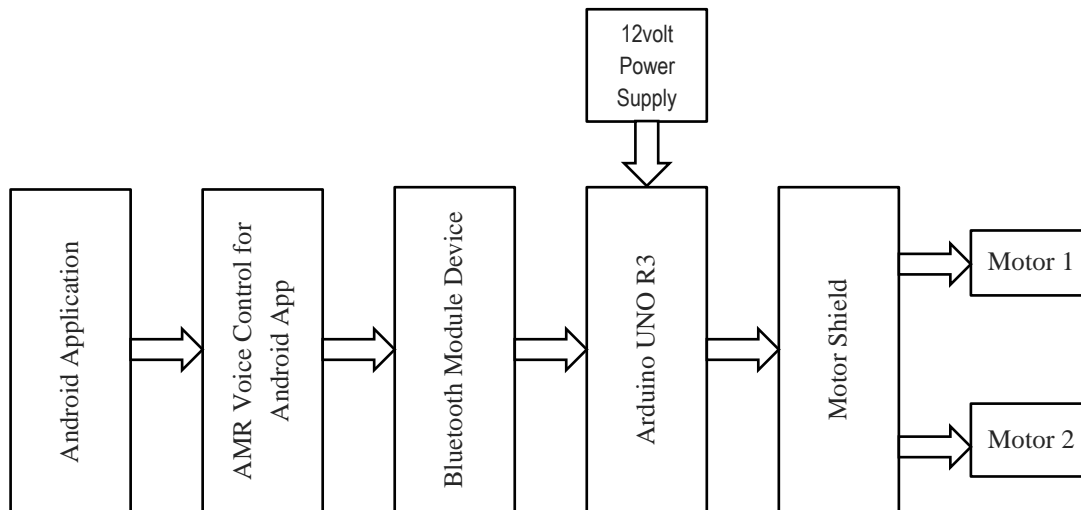 12volt
Power
Supply
Android Application
AMR Voice Control for
Android App
Bluetooth Module Device
Arduino UNO R3
Motor Shield
Motor 1
Motor 2